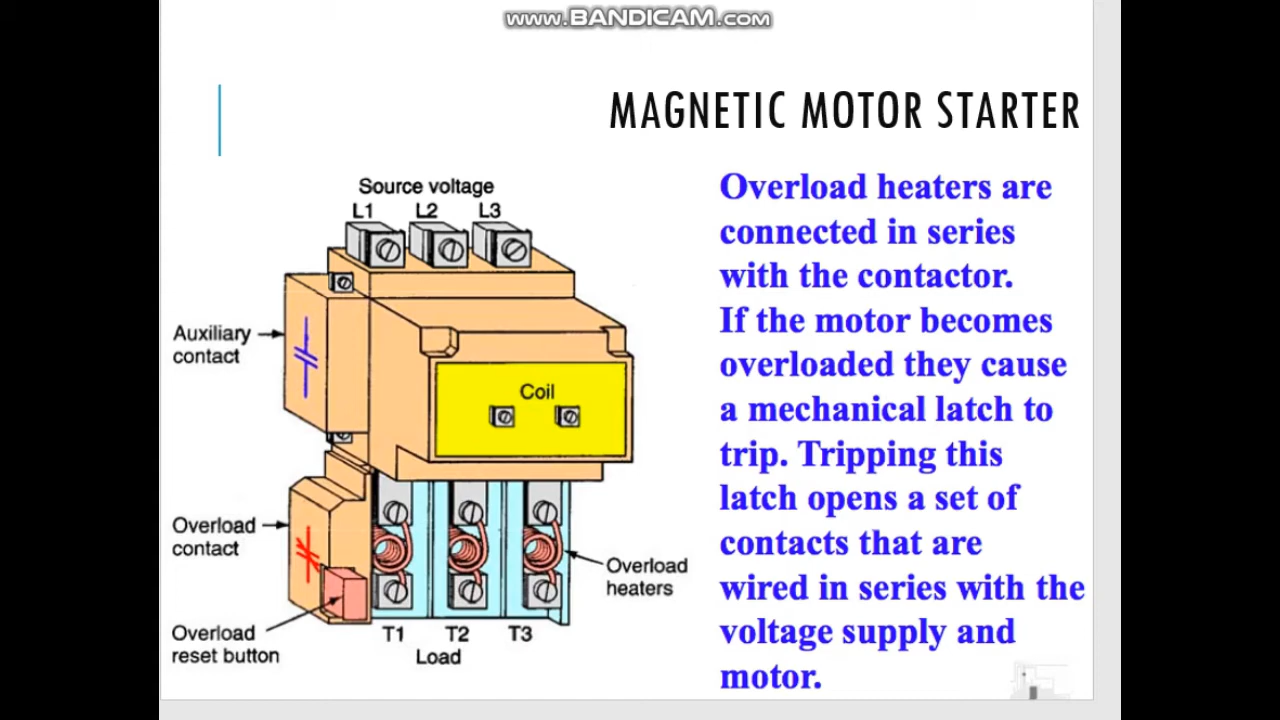 www.BANDICAM.com
MAGNETIC MOTOR STARTER
Source voltage
L1 L2 L3
Auxiliary
contact
Coil
Overload
contact
Overload
heaters
Overload
reset button
T1 T2 T3
Load
Overload heaters are
connected in series
with the contactor.
If the motor becomes
overloaded they cause
a mechanical latch to
trip. Tripping this
latch opens a set of
contacts that are
wired in series with the
voltage supply and
motor.